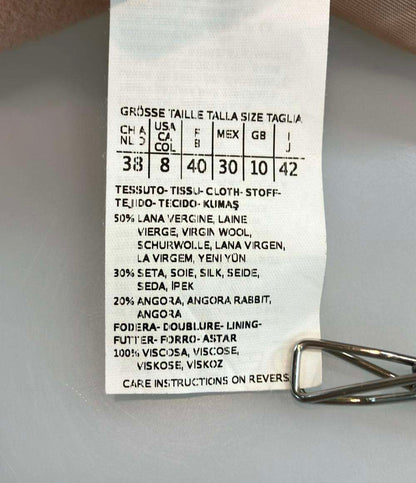 GRÖSSE TAILLE TALLA SIZE TAGLIA
CH A USA F MEX GB I
NL D CA B J
COL
38 8 40 30 10 42
TESSUTO-TISSU-CLOTH-STOFF-
TEJIDO-TECIDO-KUMAŞ
50% LANA VERGINE, LAINE
VIERGE, VIRGIN WOOL,
SCHURWOLLE, LANA VIRGEN,
LA VIRGEM, YENİ YÜN
30% SETA, SOIE, SILK, SEIDE,
SEDA, İPEK
20% ANGORA, ANGORA RABBIT,
ANGORA
FODERA-DOUBLURE-LINING-
FUTTER-FORRO-ASTAR
100% VISCOSA, VISCOSE,
VISKOSE, VİSKOZ
CARE INSTRUCTIONS ON REVERS